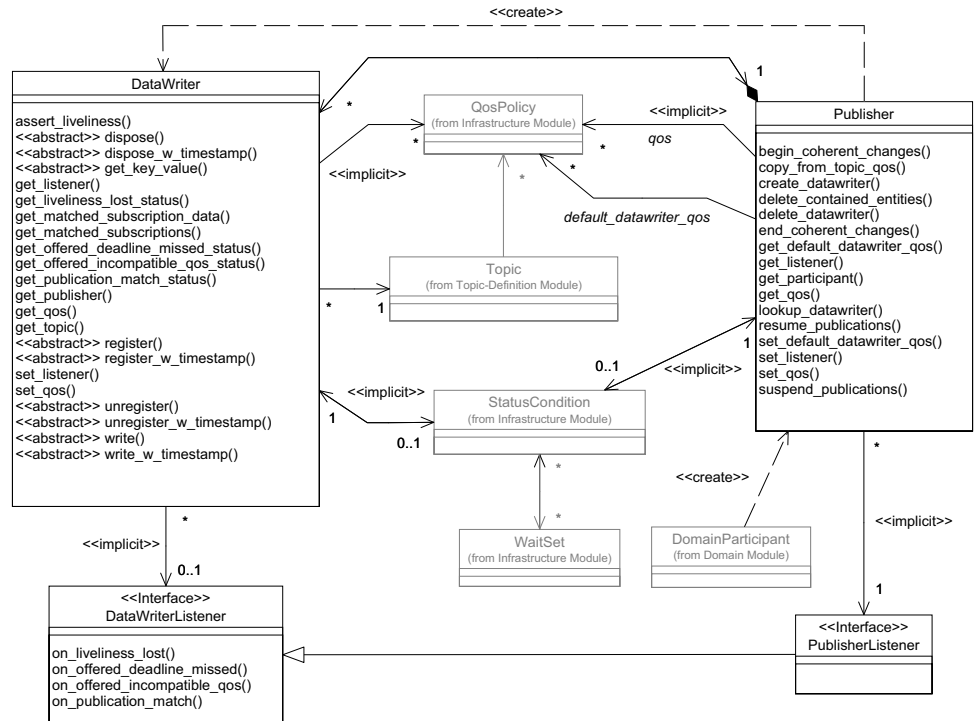 <<create>>
DataWriter
assert_liveliness()
<<abstract>> dispose()
<<abstract>> dispose_w_timestamp()
<<abstract>> get_key_value()
get_listener()
get_liveliness_lost_status()
get_matched_subscription_data()
get_matched_subscriptions()
get_offered_deadline_missed_status()
get_offered_incompatible_qos_status()
get_publication_match_status()
get_publisher()
get_qos()
get_topic()
<<abstract>> register()
<<abstract>> register_w_timestamp()
set_listener()
set_qos()
<<abstract>> unregister()
<<abstract>> unregister_w_timestamp()
<<abstract>> write()
<<abstract>> write_w_timestamp()
*
1
QosPolicy
(from Infrastructure Module)
*
<<implicit>>
*
<<implicit>>
qos
*
*
default_datawriter_qos
Publisher
begin_coherent_changes()
copy_from_topic_qos()
create_datawriter()
delete_contained_entities()
delete_datawriter()
end_coherent_changes()
get_default_datawriter_qos()
get_listener()
get_participant()
get_qos()
lookup_datawriter()
resume_publications()
set_default_datawriter_qos()
set_listener()
set_qos()
suspend_publications()
Topic
(from Topic-Definition Module)
*
1
1
0..1
<<implicit>>
<<implicit>>
1
0..1
StatusCondition
(from Infrastructure Module)
*
*
WaitSet
(from Infrastructure Module)
<<create>>
DomainParticipant
(from Domain Module)
*
<<implicit>>
1
*
<<implicit>>
0..1
<<Interface>>
DataWriterListener
on_liveliness_lost()
on_offered_deadline_missed()
on_offered_incompatible_qos()
on_publication_match()
<<Interface>>
PublisherListener